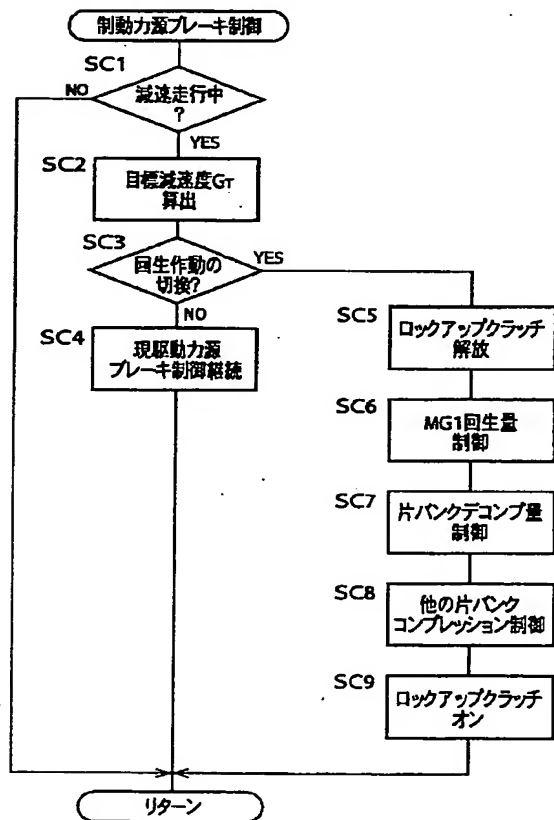 制動力源ブレーキ制御
SC1
NO
減速走行中
?
YES
SC2
目標減速度GT
算出
SC3
回生作動の
切換?
YES
NO
SC4
現駆動力源
ブレーキ制御継続
SC5
ロックアップクラッチ
解放
SC6
MG1回生量
制御
SC7
片バンクデコンプ量
制御
SC8
他の片バンク
コンプレッション制御
SC9
ロックアップクラッチ
オン
リターン